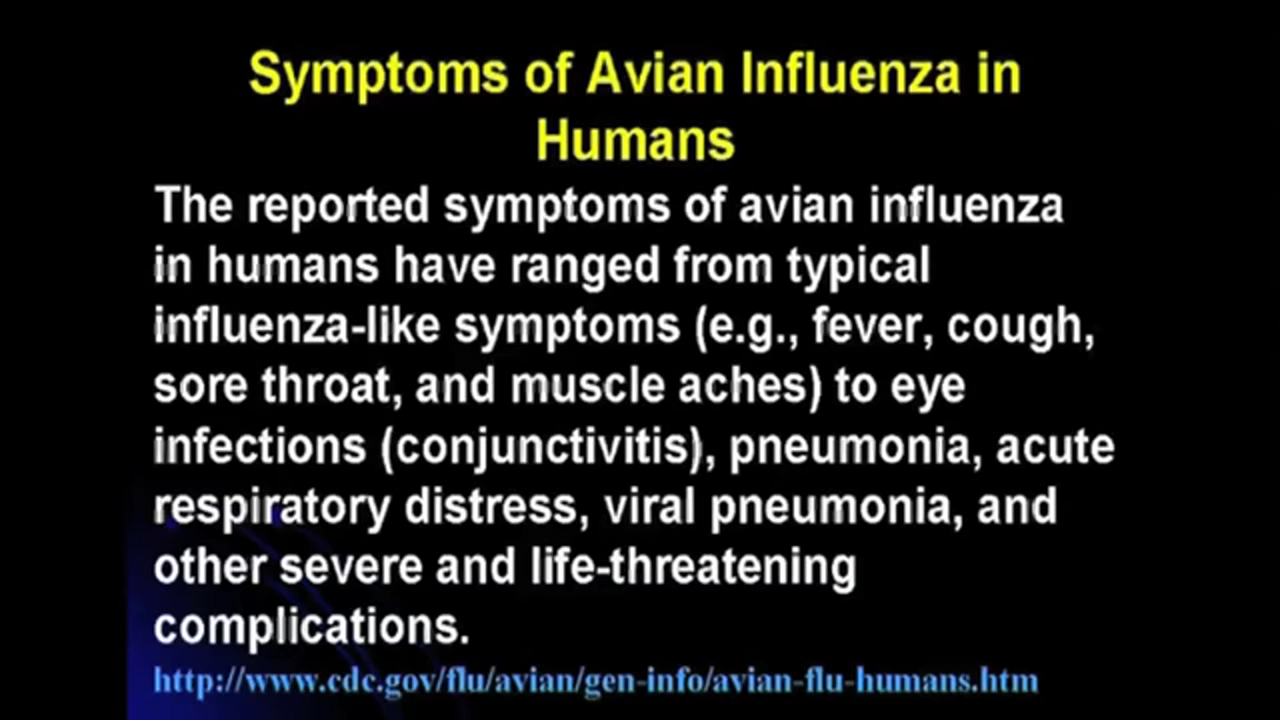 Symptoms of Avian Influenza in
Humans
The reported symptoms of avian influenza
in humans have ranged from typical
influenza-like symptoms (e.g., fever, cough,
sore throat, and muscle aches) to eye
infections (conjunctivitis), pneumonia, acute
respiratory distress, viral pneumonia, and
other severe and life-threatening
complications.
http://www.cdc.gov/flu/avian/gen-info/avian-flu-humans.htm